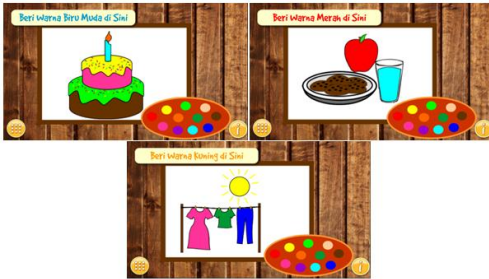 Beri Warna Biru Muda di Sini
Beri Warna Merah di Sini
Beri Warna Kuning di Sini